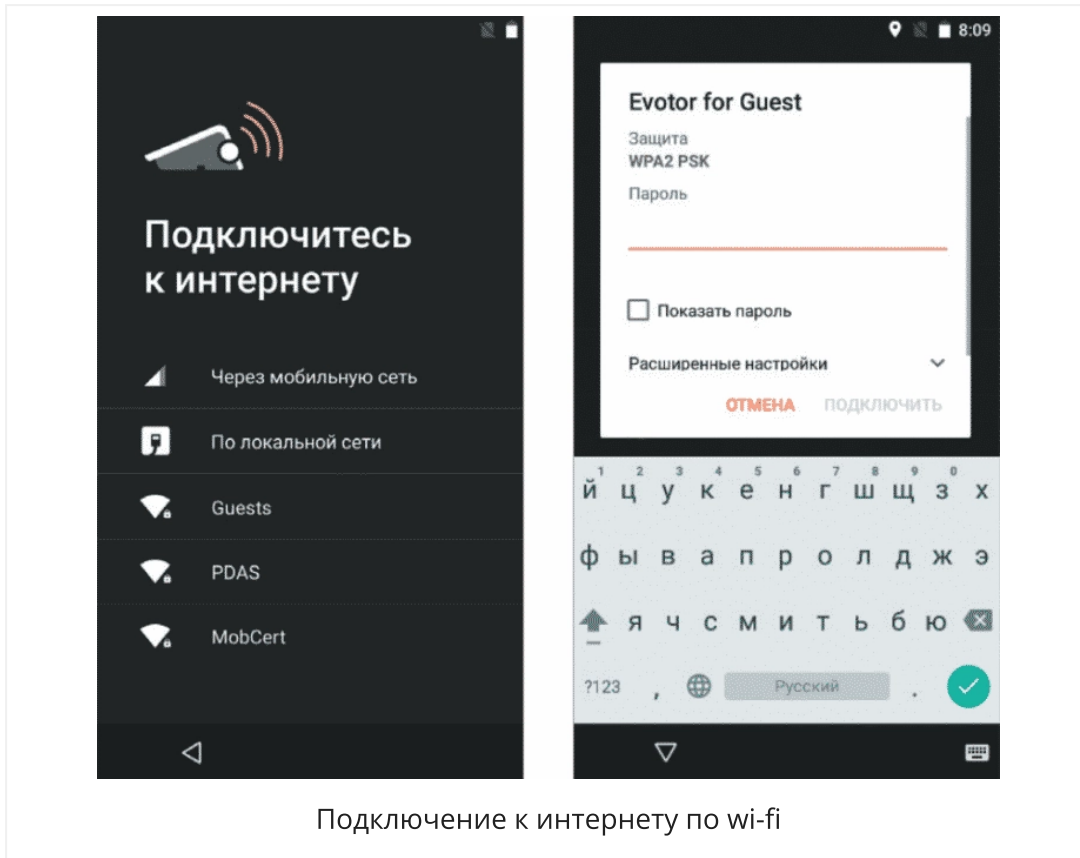 Подключитесь
к интернету
Через мобильную сеть
По локальной сети
Guests
PDAS
MobCert
8:09
Evotor for Guest
Защита
WPA2 PSK
Пароль
Показать пароль
Расширенные настройки
ОТМЕНА ПОДКЛЮЧИТЬ
1 2 3 4 5 6 7 8 9 0
й ц у к е н г ш щ з х
ф ы в а п р о л д ж э
я ч с м и т ь б ю
?123 , Русский .
Подключение к интернету по wi-fi